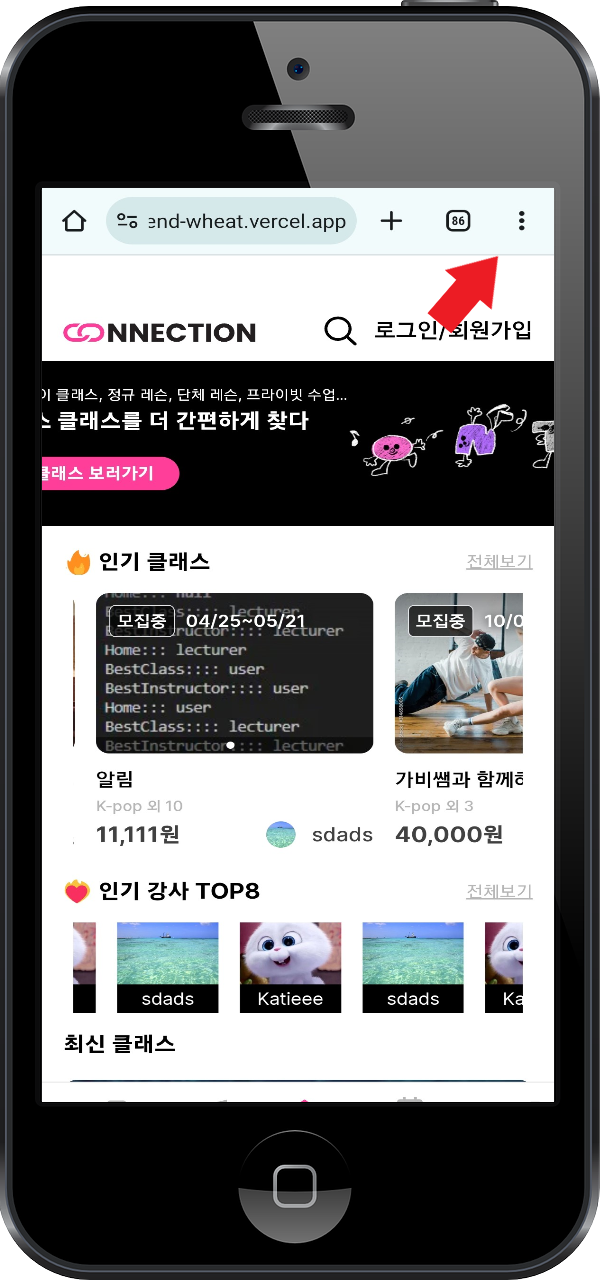 end-wheat.vercel.app
86
CONNECTION
로그인/회원가입
이 클래스, 정규 레슨, 단체 레슨, 프라이빗 수업...
클래스를 더 간편하게 찾다
클래스 보러가기
인기 클래스
전체보기
Home::: null
BestClass:::: lecturer
BestInstructor:::: lecturer
모집중
04/25~05/21
Home::: lecturer
BestClass:::: user
BestInstructor:::: user
Home::: user
BestClass:::: lecturer
BestInstructor:::: lecturer
모집중
10/0
알림
K-pop 외 10
11,111원
sdads
가비쌤과 함께하
K-pop 외 3
40,000원
인기 강사 TOP8
전체보기
sdads
Katieee
sdads
Ka
최신 클래스